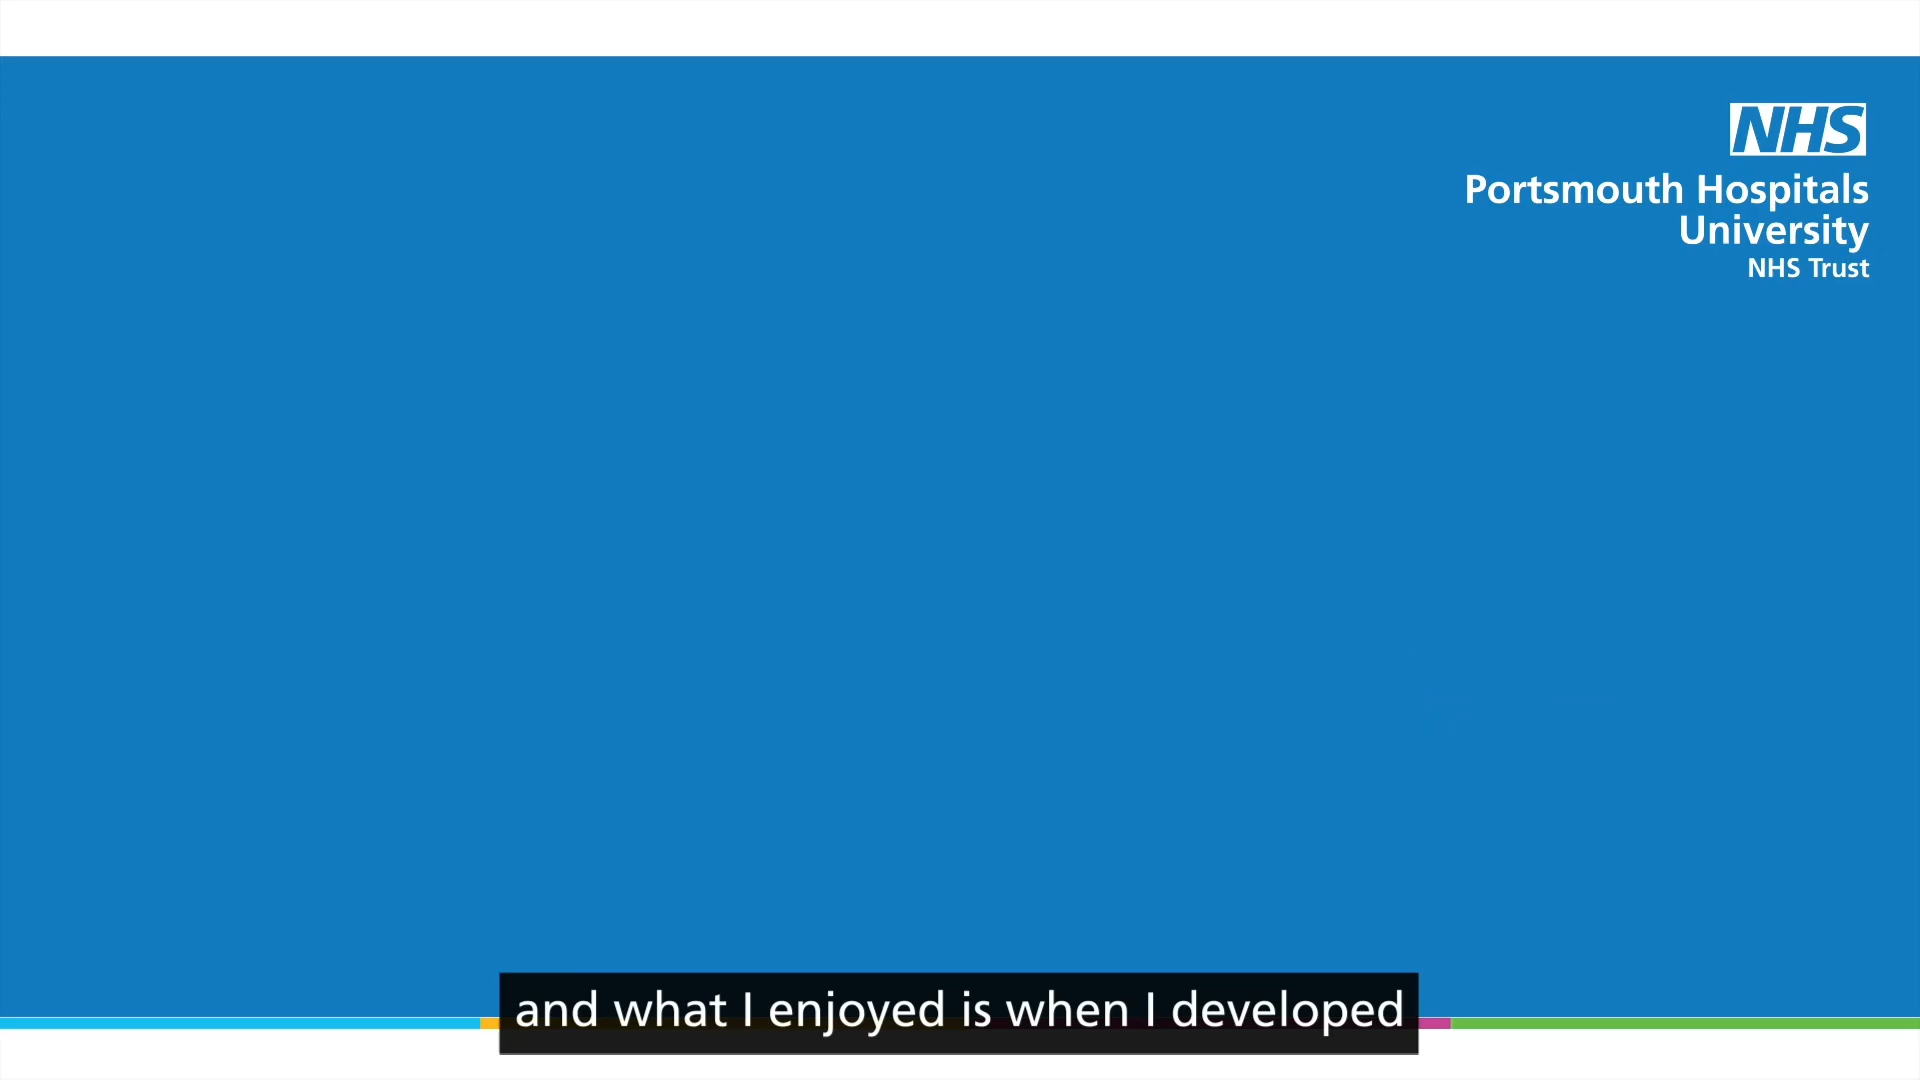 NHS
Portsmouth Hospitals
University
NHS Trust
and what I enjoyed is when I developed